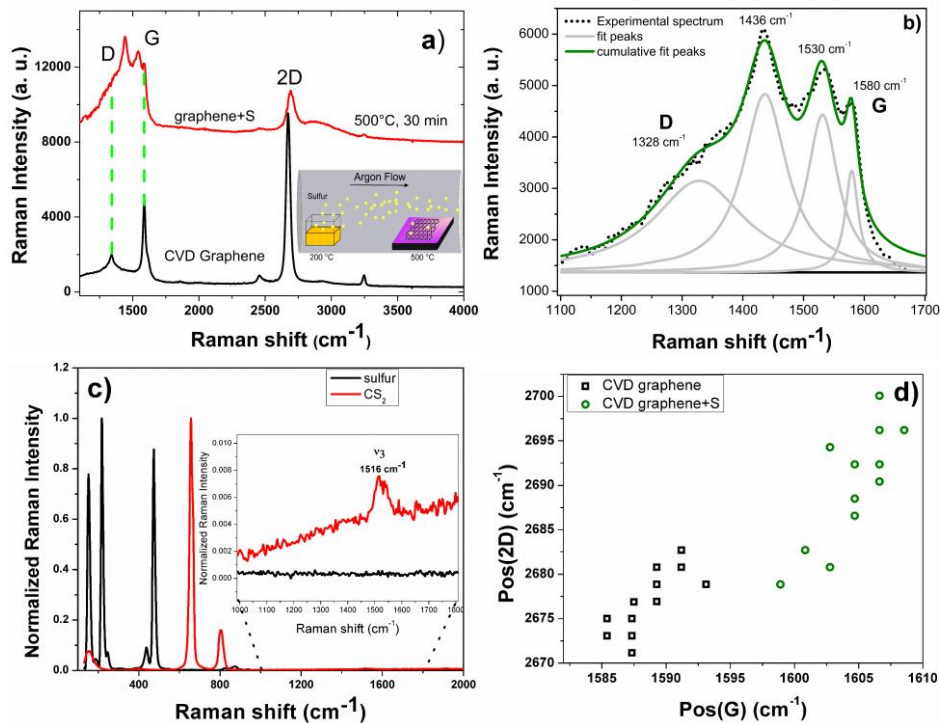 a)
D
G
2D
graphene+S
500°C, 30 min
Argon Flow
Sulfur
200 °C
500 °C
CVD Graphene
Raman Intensity (a. u.)
12000
8000
4000
0
1500
2000
2500
3000
3500
4000
Raman shift (cm-1)
b)
Experimental spectrum
fit peaks
cumulative fit peaks
1436 cm-1
1530 cm-1
1580 cm-1
G
D
1328 cm-1
Raman Intensity (a. u.)
6000
5000
4000
3000
2000
1000
1100
1200
1300
1400
1500
1600
1700
Raman shift (cm-1)
c)
sulfur
CS2
Normalized Raman Intensity
1.0
0.8
0.6
0.4
0.2
0.0
400
800
1200
1600
2000
Raman shift (cm-1)
ν3
1516 cm-1
Normalized Raman Intensity
0.010
0.008
0.006
0.004
0.002
0.000
1000
1100
1200
1300
1400
1500
1600
1700
1800
Raman shift (cm-1)
d)
CVD graphene
CVD graphene+S
Pos(2D) (cm-1)
2700
2695
2690
2685
2680
2675
2670
1585
1590
1595
1600
1605
1610
Pos(G) (cm-1)